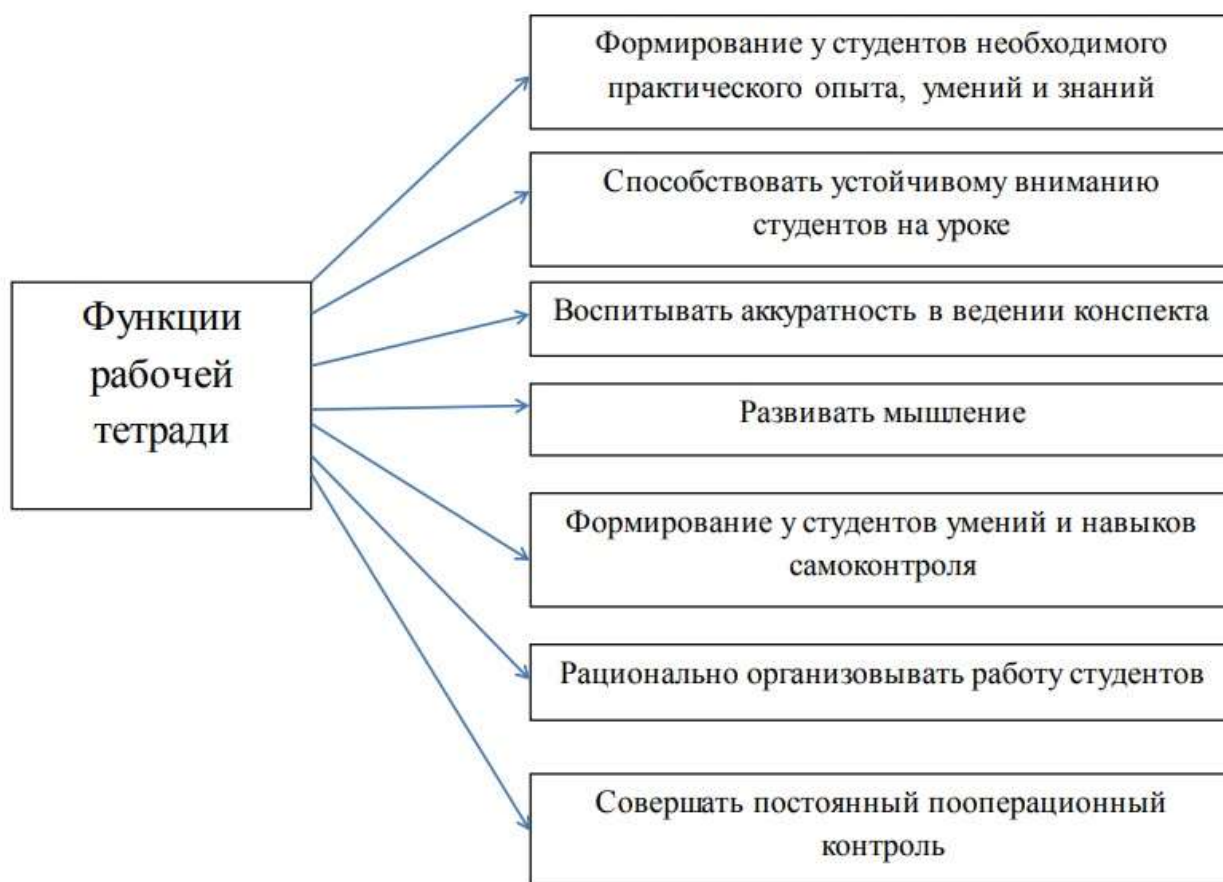 Функции
рабочей
тетради
Формирование у студентов необходимого
практического опыта, умений и знаний
Способствовать устойчивому вниманию
студентов на уроке
Воспитывать аккуратность в ведении конспекта
Развивать мышление
Формирование у студентов умений и навыков
самоконтроля
Рационально организовывать работу студентов
Совершать постоянный пооперационный
контроль